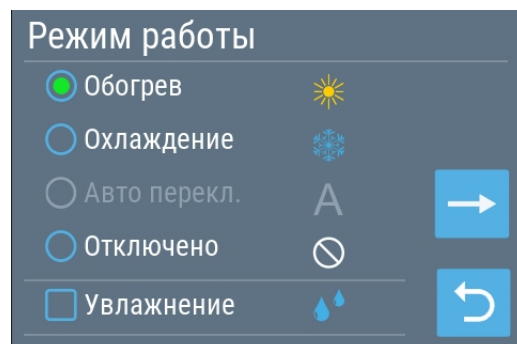 Режим работы
Обогрев
Охлаждение
Авто перекл. A
Отключено
Увлажнение